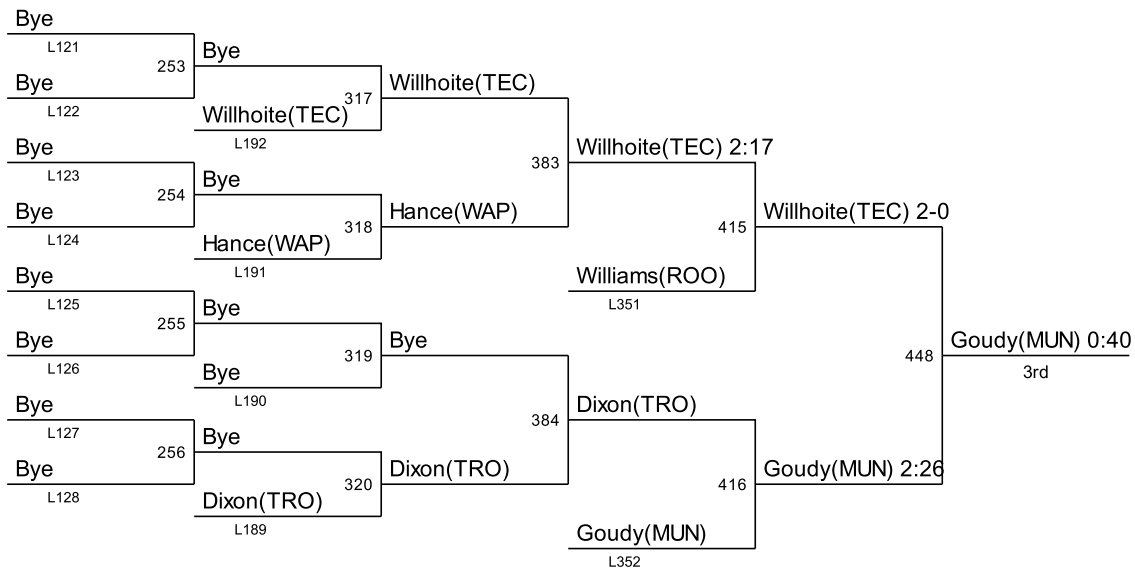 Bye
L121
253
Bye
Bye
L122
317
Willhoite(TEC)
Willhoite(TEC)
L192
Bye
L123
254
Bye
Bye
L124
318
Hance(WAP)
Hance(WAP)
L191
383
Willhoite(TEC) 2:17
415
Willhoite(TEC) 2-0
Williams(ROO)
L351
Bye
L125
255
Bye
Bye
L126
319
Bye
Bye
L190
448
Goudy(MUN) 0:40
3rd
Bye
L127
256
Bye
Bye
L128
320
Dixon(TRO)
Dixon(TRO)
L189
384
Dixon(TRO)
416
Goudy(MUN) 2:26
Goudy(MUN)
L352